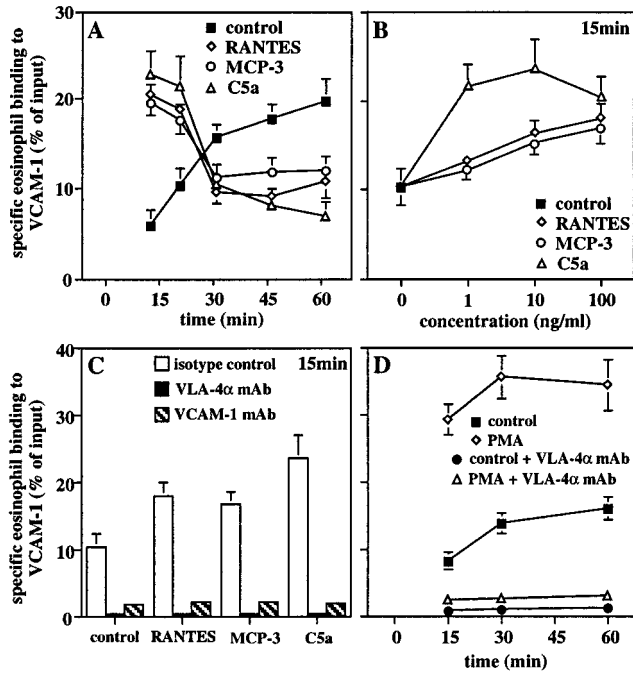 A
control
RANTES
MCP-3
C5a
30
20
10
0
specific eosinophil binding to
VCAM-1 (% of input)
0 15 30 45 60
time (min)
B
15min
control
RANTES
MCP-3
C5a
0 1 10 100
concentration (ng/ml)
C
15min
isotype control
VLA-4α mAb
VCAM-1 mAb
40
30
20
10
0
specific eosinophil binding to
VCAM-1 (% of input)
control RANTES MCP-3 C5a
D
control
PMA
control + VLA-4α mAb
PMA + VLA-4α mAb
0 15 30 60
time (min)